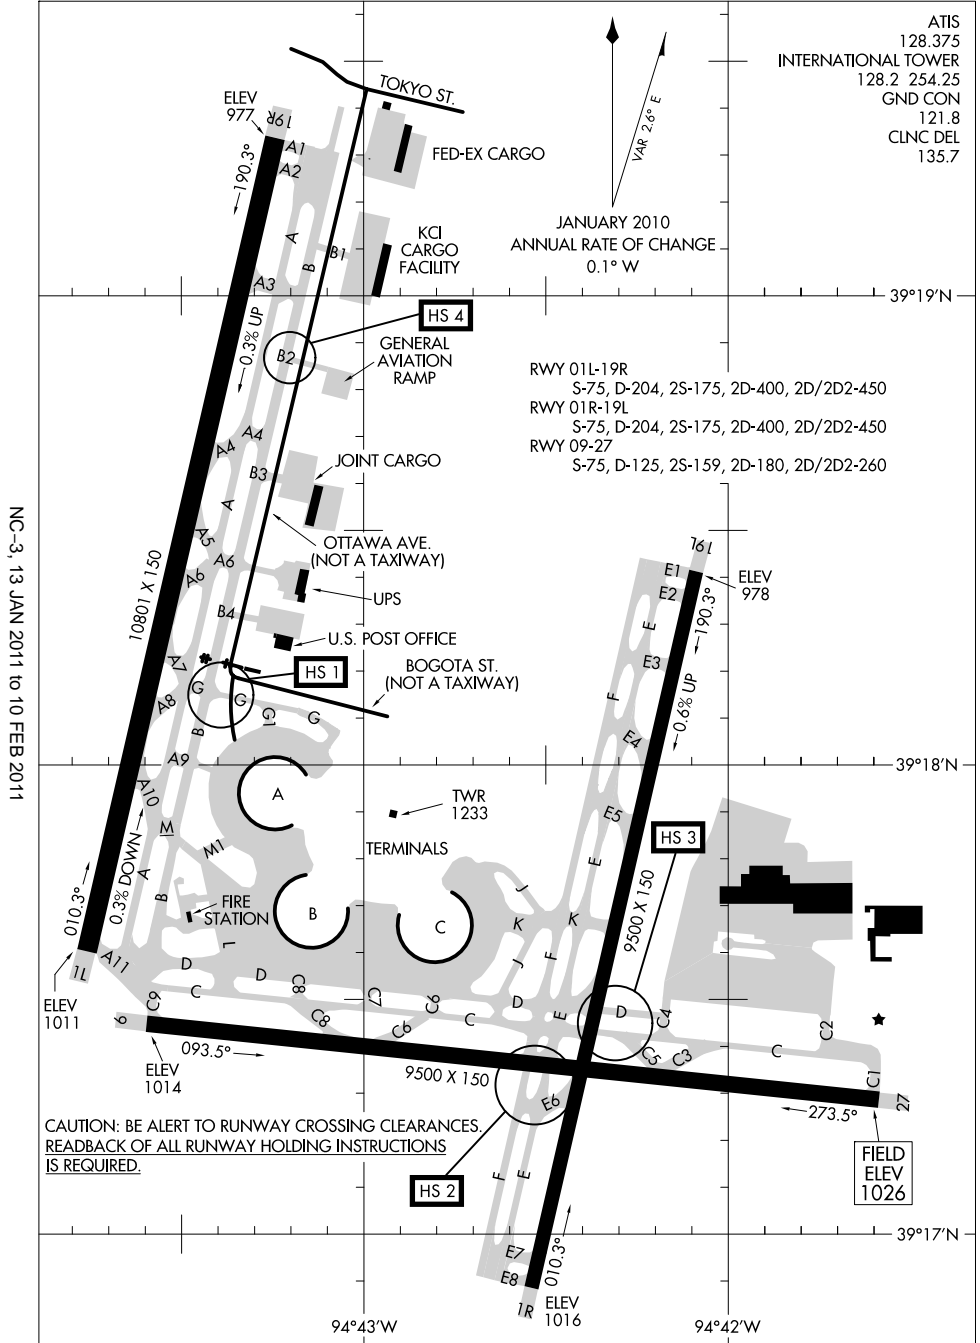 ATIS
128.375
INTERNATIONAL TOWER
128.2 254.25
GND CON
121.8
CLNC DEL
135.7
TOKYO ST.
ELEV
977
19R
A1
A2
190.3°
FED-EX CARGO
VAR 2.6° E
JANUARY 2010
ANNUAL RATE OF CHANGE
0.1° W
KCI
CARGO
FACILITY
A
B
B1
A3
39°19'N
HS 4
0.3% UP
B2
GENERAL
AVIATION
RAMP
RWY 01L-19R
S-75, D-204, 2S-175, 2D-400, 2D/2D2-450
RWY 01R-19L
S-75, D-204, 2S-175, 2D-400, 2D/2D2-450
RWY 09-27
S-75, D-125, 2S-159, 2D-180, 2D/2D2-260
A4
A4
B3
JOINT CARGO
A
A5
OTTAWA AVE.
(NOT A TAXIWAY)
A6
A6
UPS
10801 X 150
B4
U.S. POST OFFICE
19L
E1
E2
ELEV
978
190.3°
E
E3
NC-3, 13 JAN 2011 to 10 FEB 2011
A7
HS 1
BOGOTA ST.
(NOT A TAXIWAY)
G
G
G1
G
A8
B
F
0.6% UP
E4
A9
39°18'N
A10
A
TWR
1233
E5
HS 3
M
M1
TERMINALS
A
B
E
010.3°
0.3% DOWN
FIRE
STATION
B
C
J
K
K
9500 X 150
L
A11
1L
D
D
J
F
ELEV
1011
C9
C
C8
C7
C6
D
E
D
C4
C2
9
C8
C6
C
C5
C3
C
C1
093.5°
ELEV
1014
9500 X 150
E6
273.5°
27
CAUTION: BE ALERT TO RUNWAY CROSSING CLEARANCES.
READBACK OF ALL RUNWAY HOLDING INSTRUCTIONS
IS REQUIRED.
HS 2
F
E
FIELD
ELEV
1026
39°17'N
E7
E8
010.3°
1R
ELEV
1016
94°43'W
94°42'W